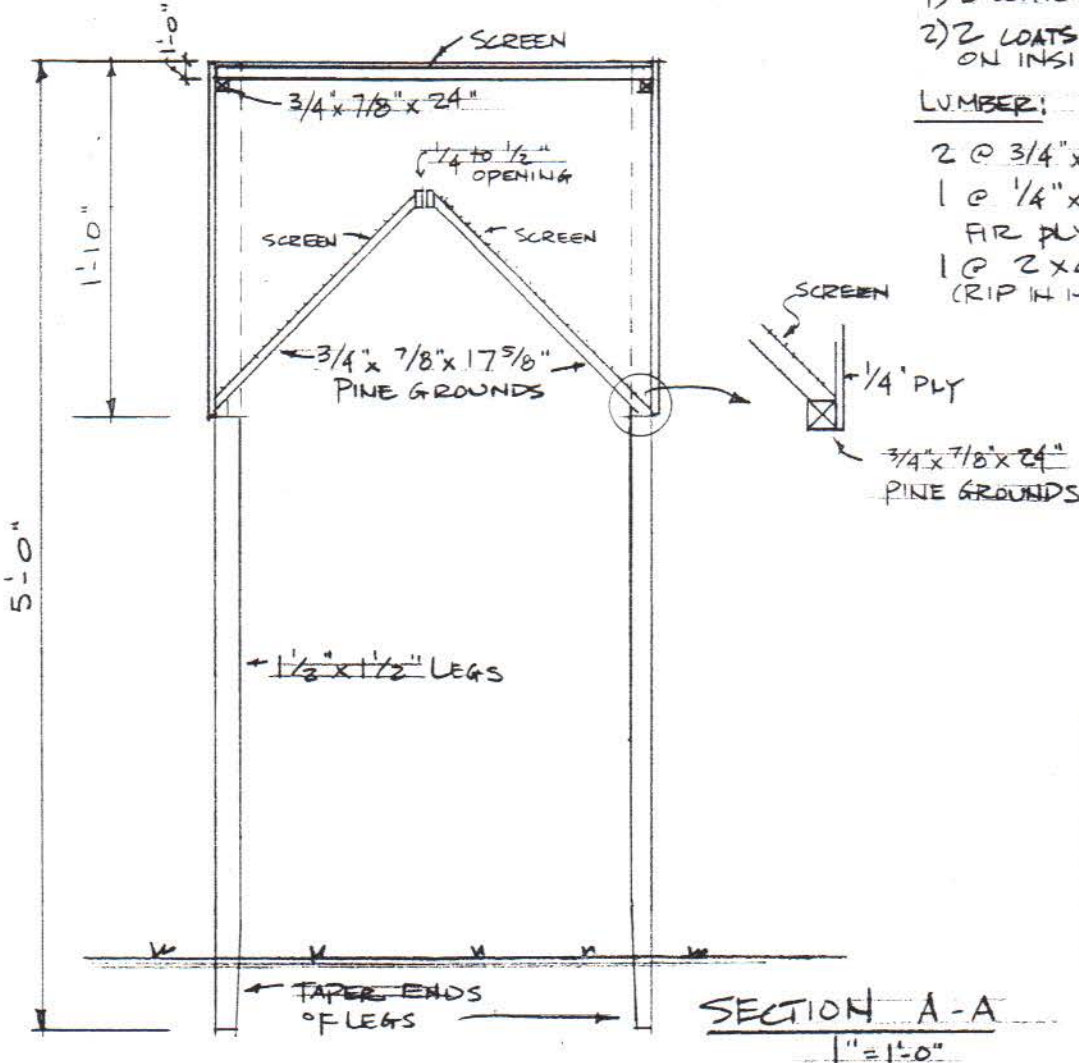 1'-0"
SCREEN
2) 2 COATS
ON INSI
3/4" x 7/8" x 24"
LUMBER:
2 @ 3/4" x
1 @ 1/4" x
FIR PLY
1 @ 2 x 4
(RIP IN
1/4 to 1/2"
OPENING
SCREEN
SCREEN
1'-10"
3/4" x 7/8" x 17 5/8"
PINE GROUNDS
SCREEN
1/4" PLY
3/4" x 7/8" x 24"
PINE GROUNDS
5'-0"
1 1/2" x 1 1/2" LEGS
TAPER ENDS
OF LEGS
SECTION A-A
1" = 1'-0"